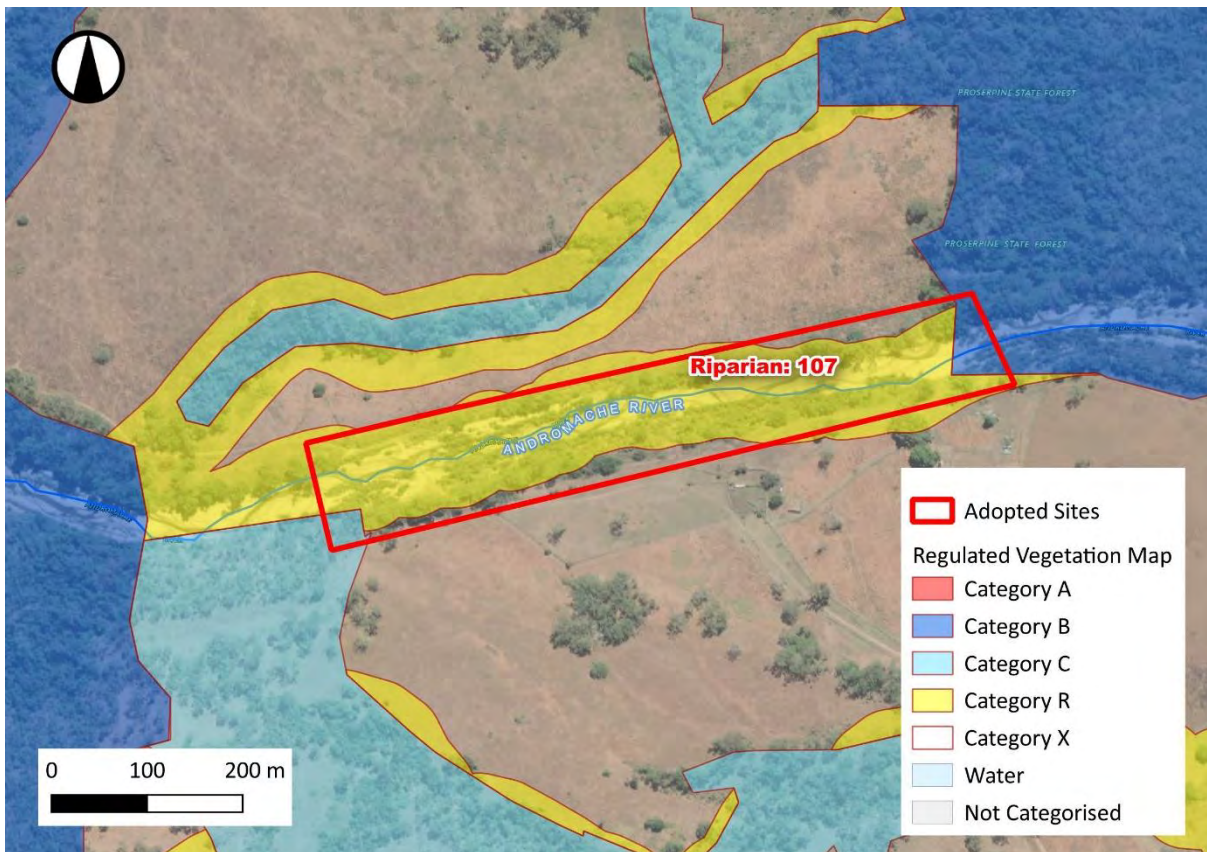 PROSERPINE STATE FOREST
PROSERPINE STATE FOREST
Riparian: 107
ANDROMACHE RIVER
Adopted Sites
Regulated Vegetation Map
Category A
Category B
Category C
Category R
Category X
Water
Not Categorised
0 100 200 m